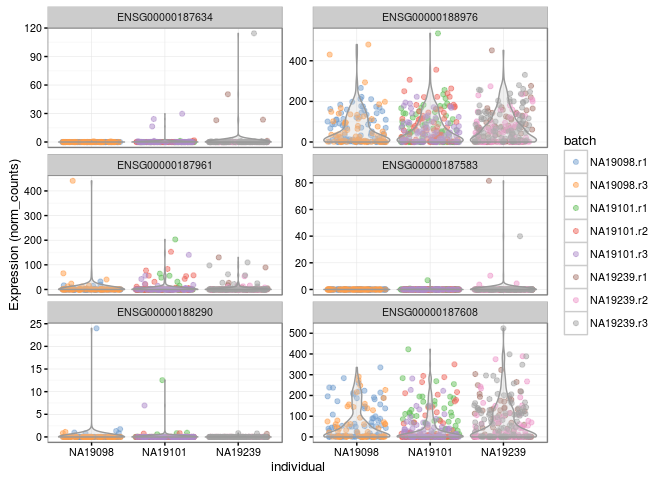 ENSG00000187634
ENSG00000188976
120
90
60
30
0
400
200
0
ENSG00000187961
ENSG00000187583
400
300
200
100
0
80
60
40
20
0
ENSG00000188290
ENSG00000187608
25
20
15
10
5
0
500
400
300
200
100
0
NA19098
NA19101
NA19239
NA19098
NA19101
NA19239
individual
Expression (norm_counts)
batch
NA19098.r1
NA19098.r3
NA19101.r1
NA19101.r2
NA19101.r3
NA19239.r1
NA19239.r2
NA19239.r3